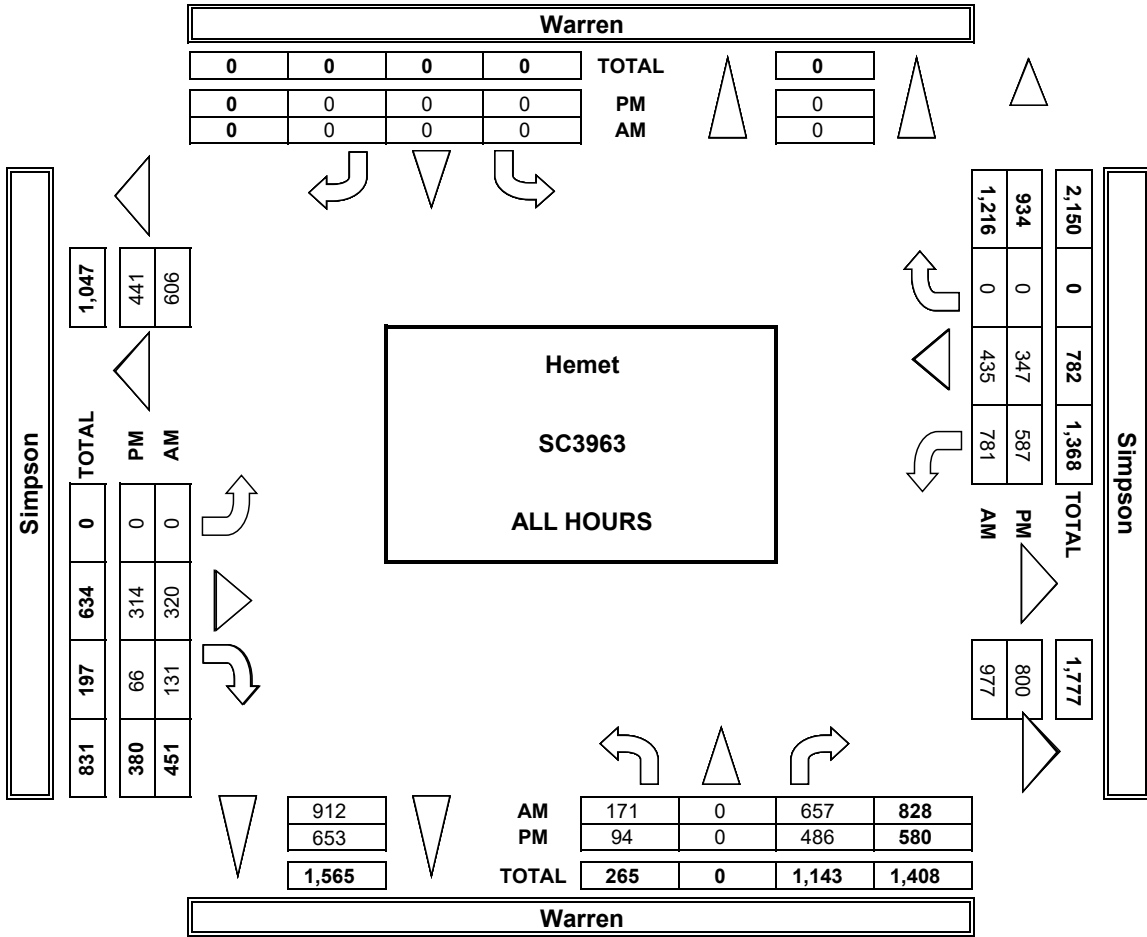 Warren
0 0 0 0 TOTAL 0
0 0 0 0 PM 0
0 0 0 0 AM 0
Simpson
1,047
441
606
TOTAL
PM
AM
0 634 197 831
0 314 66 380
0 320 131 451
Hemet
SC3963
ALL HOURS
2,150 0 782 1,368 TOTAL
934 0 347 587 PM
1,216 0 435 781 AM
1,777
800
977
Simpson
912 AM 171 0 657 828
653 PM 94 0 486 580
1,565 TOTAL 265 0 1,143 1,408
Warren